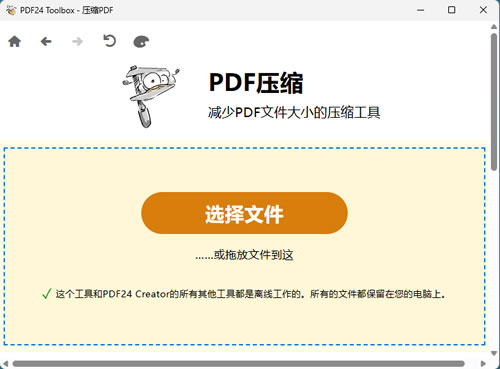 PDF24 Toolbox - 压缩PDF
PDF压缩
减少PDF文件大小的压缩工具
选择文件
……或拖放文件到这
✓ 这个工具和PDF24 Creator的所有其他工具都是离线工作的。所有的文件都保留在您的电脑上。